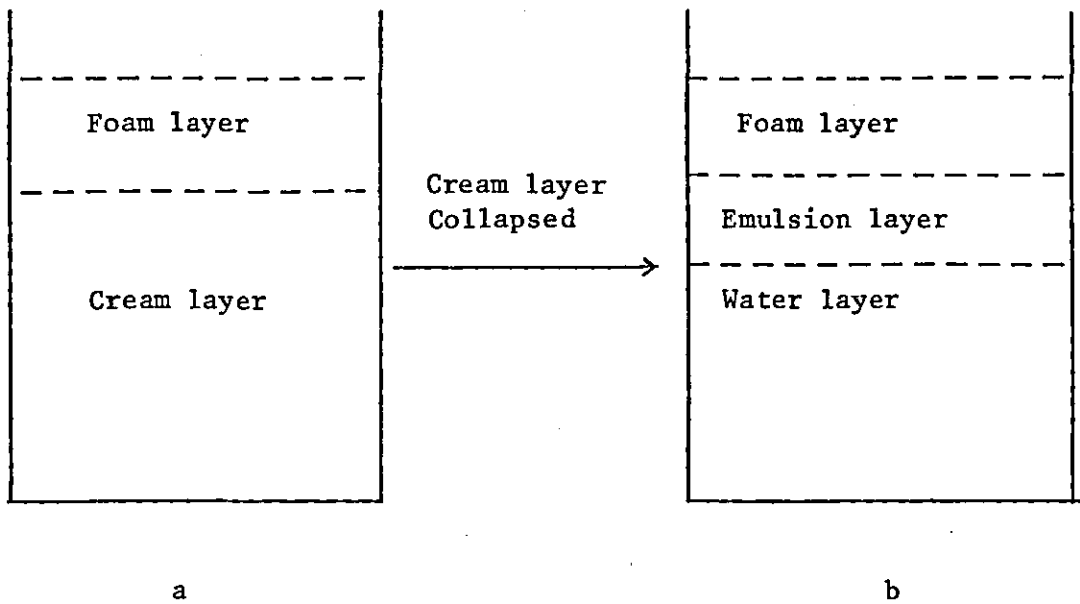 Foam layer
Cream layer
Cream layer
Collapsed
Foam layer
Emulsion layer
Water layer
a
b